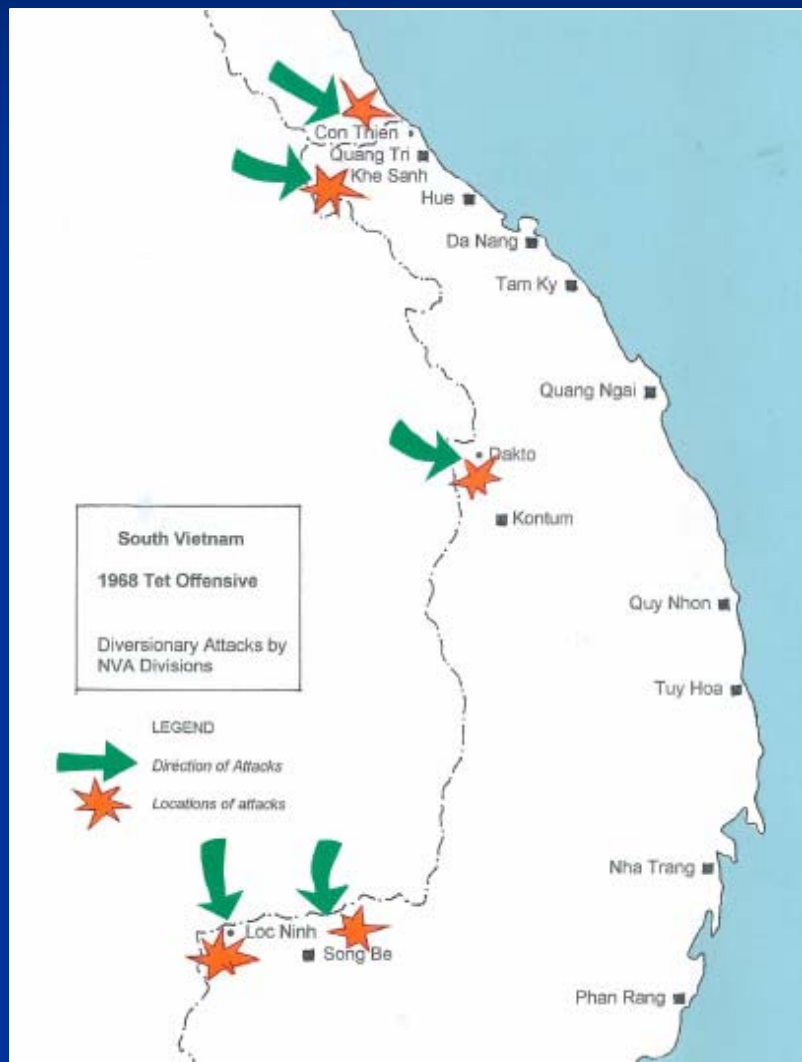 Con Thien
Quang Tri
Khe Sanh
Hue
Da Nang
Tam Ky
Quang Ngai
Dakto
Kontum
South Vietnam
1968 Tet Offensive
Diversionary Attacks by
NVA Divisions
Quy Nhon
Tuy Hoa
LEGEND
Direction of Attacks
Locations of attacks
Nha Trang
Loc Ninh
Song Be
Phan Rang